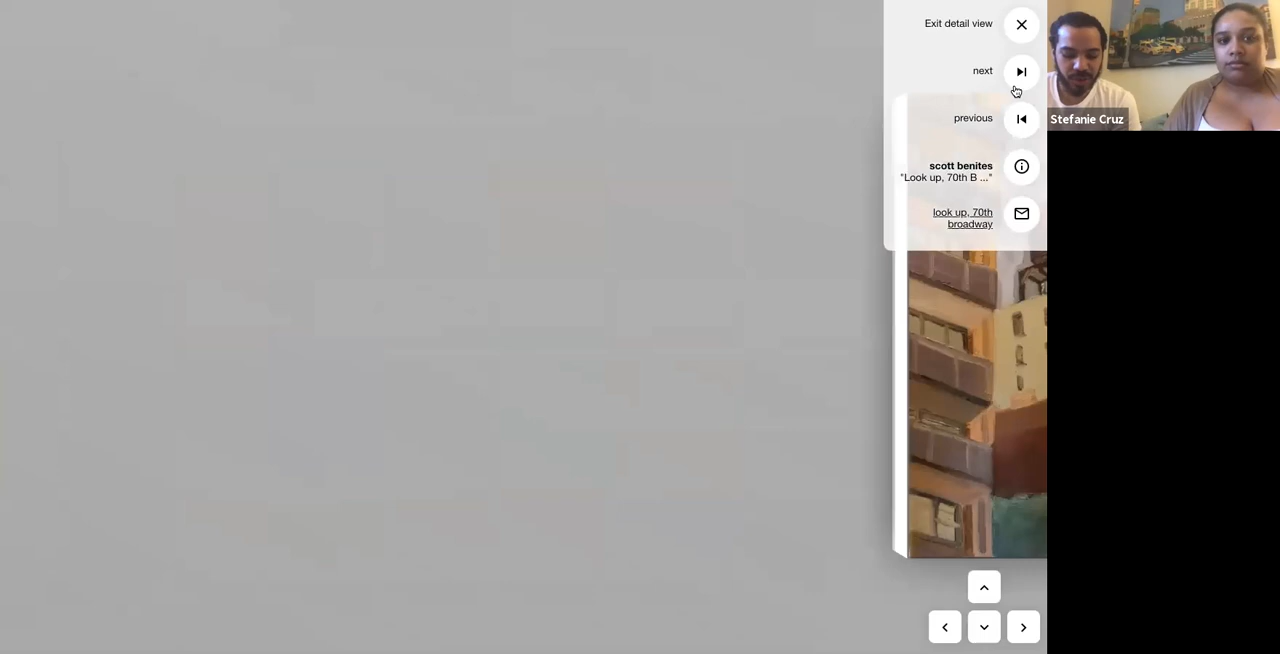 Exit detail view
next
previous
scott benites
"Look up, 70th B ..."
look up, 70th
broadway
Stefanie Cruz